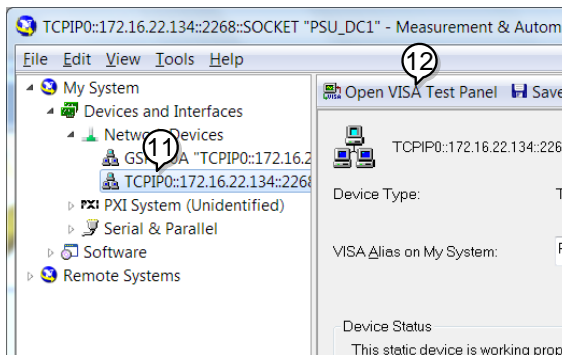 TCPIP0::172.16.22.134::2268::SOCKET "PSU_DC1" - Measurement & Autom
File Edit View Tools Help
12
My System
Open VISA Test Panel Save
Devices and Interfaces
Network Devices
11
TCPIP0::172.16.134::226
"TCPIP0::172.16.2
TCPIP0::172.16.22.134::2268
Device Type:
PXI PXI System (Unidentified)
Serial & Parallel
VISA Alias on My System:
Software
Remote Systems
Device Status
This static device is working prop